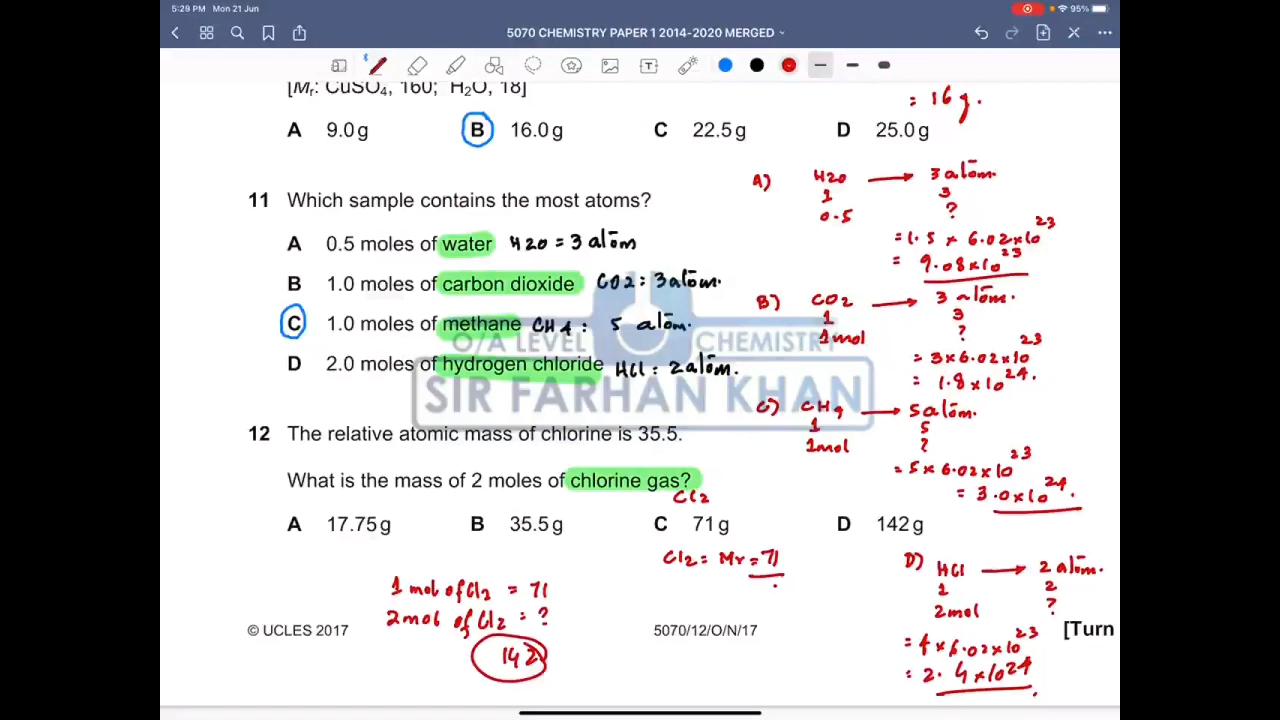 5:29 PM Mon 21 Jun
95%
5070 CHEMISTRY PAPER 1 2014-2020 MERGED
[Mr: CuSO4, 160; H2O, 18]
= 16g.
A 9.0 g B 16.0 g C 22.5 g D 25.0 g
11 Which sample contains the most atoms?
A 0.5 moles of water H2O = 3 atom
B 1.0 moles of carbon dioxide CO2 : 3 atom.
C 1.0 moles of methane CH4 : 5 atom.
D 2.0 moles of hydrogen chloride HCl : 2 atom.
A) H2O → 3 atom.
1 3
0.5 ?
= 1.5 × 6.02×10^23
= 9.08×10^23
B) CO2 → 3 atom.
1 3
1mol ?
= 3×6.02×10^23
= 1.8×10^24.
C) CH4 → 5 atom.
1 5
1mol ?
= 5×6.02×10^23
= 3.0×10^24.
O/A LEVEL CHEMISTRY
SIR FARHAN KHAN
12 The relative atomic mass of chlorine is 35.5.
What is the mass of 2 moles of chlorine gas?
Cl2
A 17.75 g B 35.5 g C 71 g D 142 g
Cl2 = Mr = 71
1 mol of Cl2 = 71
2 mol of Cl2 = ?
142
D) HCl → 2 atom.
1 2
2mol ?
= 4×6.02×10^23
= 2.4×10^24.
© UCLES 2017 5070/12/O/N/17 [Turn